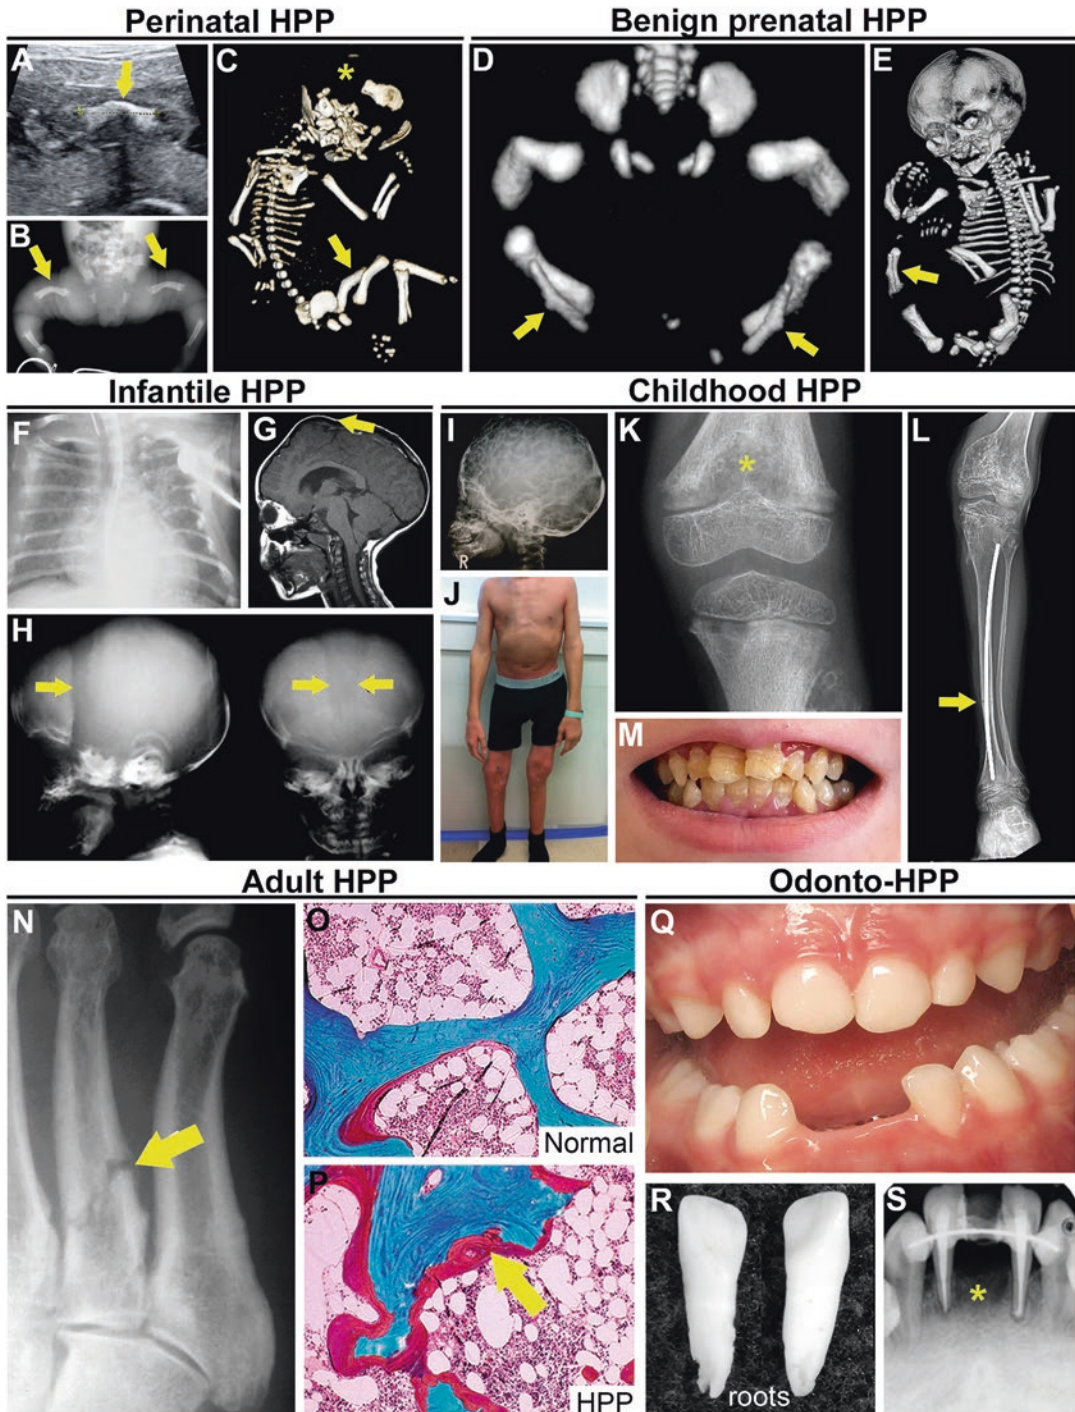 Perinatal HPP
Benign prenatal HPP
A
C
D
E
B
Infantile HPP
Childhood HPP
F
G
I
K
L
R
J
H
M
Adult HPP
Odonto-HPP
N
O
Q
Normal
P
R
S
roots
HPP